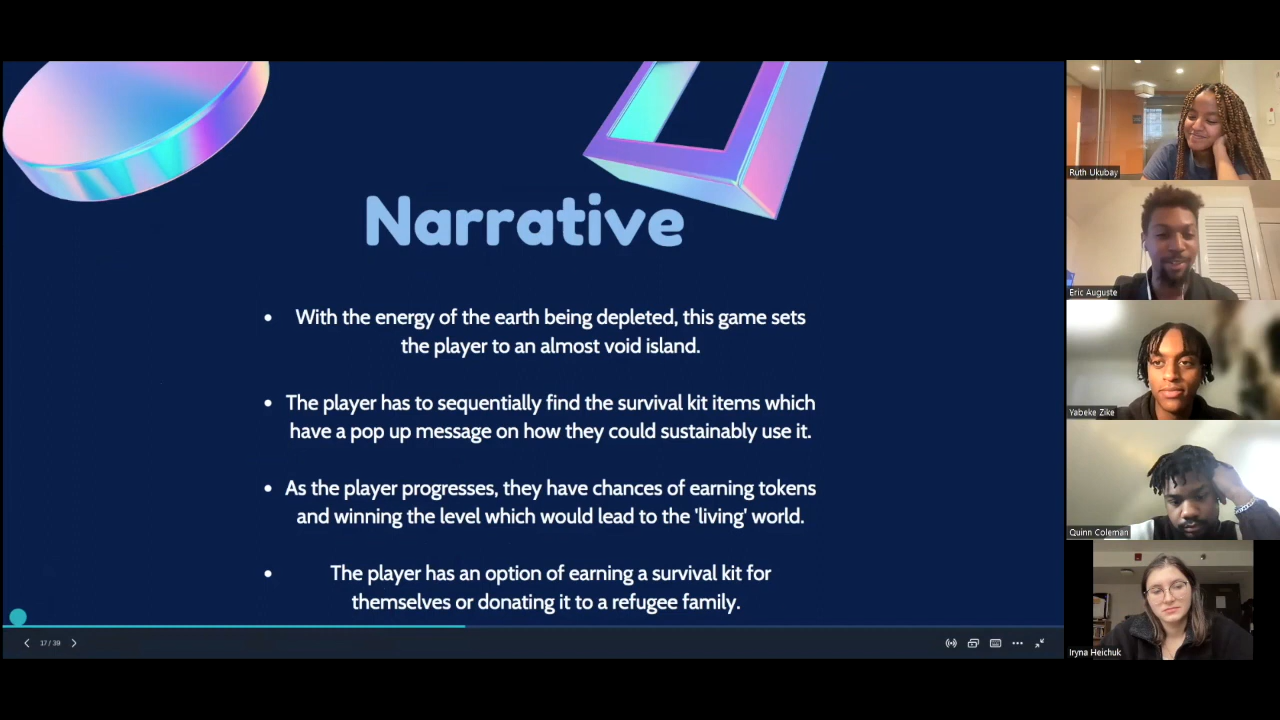 Narrative
• With the energy of the earth being depleted, this game sets
the player to an almost void island.
• The player has to sequentially find the survival kit items which
have a pop up message on how they could sustainably use it.
• As the player progresses, they have chances of earning tokens
and winning the level which would lead to the 'living' world.
• The player has an option of earning a survival kit for
themselves or donating it to a refugee family.
17 / 39
Ruth Ukubay
Eric Auguste
Yabeke Zike
Quinn Coleman
Iryna Heichuk